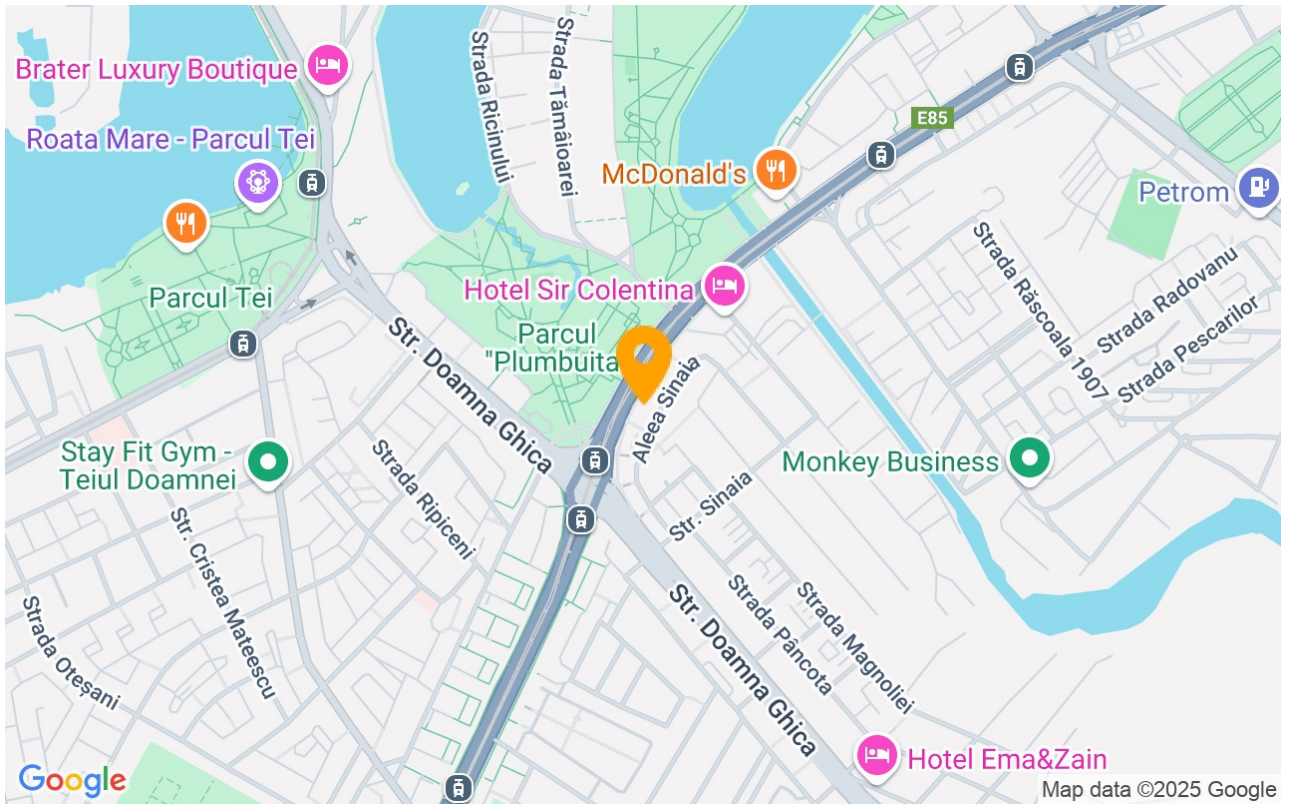 Brater Luxury Boutique
Strada Ricinului
Strada Tămâioarei
E85
Roata Mare - Parcul Tei
McDonald's
Petrom
Strada Răscoala 1907
Strada Radovanu
Strada Pescarilor
Parcul Tei
Hotel Sir Colentina
Parcul
"Plumbuita
Str. Doamna Ghica
Aleea Sinaia
Stay Fit Gym -
Teiul Doamnei
Strada Ripiceni
Monkey Business
Str. Sinaia
Str. Cristea Mateescu
Strada Oteșani
Str. Doamna Ghica
Strada Pâncota
Strada Magnoliei
Hotel Ema&Zain
Google
Map data ©2025 Google